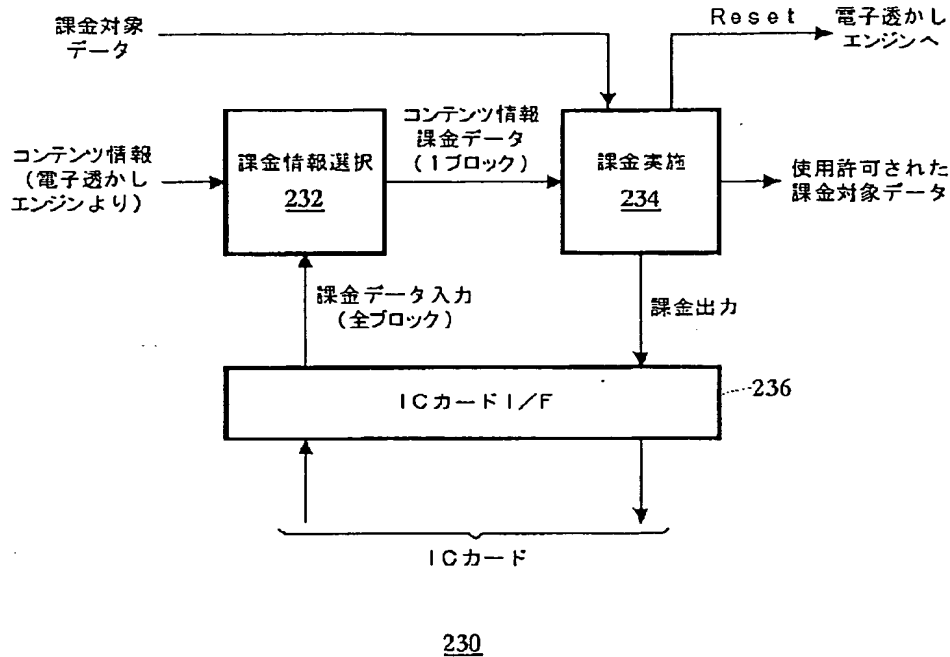 課金対象
データ
Reset
電子透かし
エンジンへ
コンテンツ情報
(電子透かし
エンジンより)
課金情報選択
232
コンテンツ情報
課金データ
(1ブロック)
課金実施
234
使用許可された
課金対象データ
課金データ入力
(全ブロック)
課金出力
ICカードI/F
236
ICカード
230